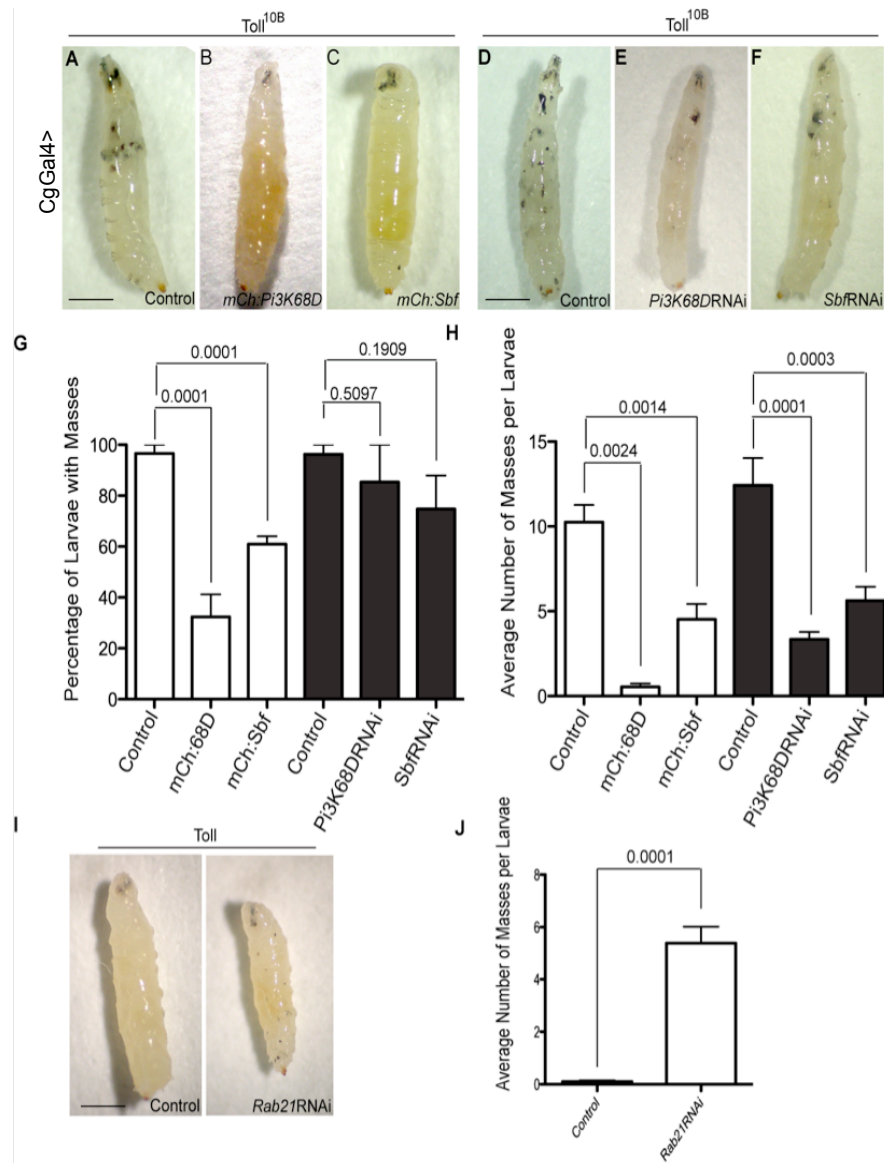 Toll10B
Toll10B
A
B
C
D
E
F
CgGal4>
Control
mCh:Pi3K68D
mCh:Sbf
Control
Pi3K68DRNAi
SbfRNAi
G
Percentage of Larvae with Masses
100
80
60
40
20
0
0.0001
0.0001
0.1909
0.5097
Control
mCh:68D
mCh:Sbf
Control
Pi3K68DRNAi
SbfRNAi
H
Average Number of Masses per Larvae
15
10
5
0
0.0014
0.0024
0.0003
0.0001
Control
mCh:68D
mCh:Sbf
Control
Pi3K68DRNAi
SbfRNAi
I
Toll
Control
Rab21RNAi
J
Average Number of Masses per Larvae
8
6
4
2
0
0.0001
Control
Rab21RNAi